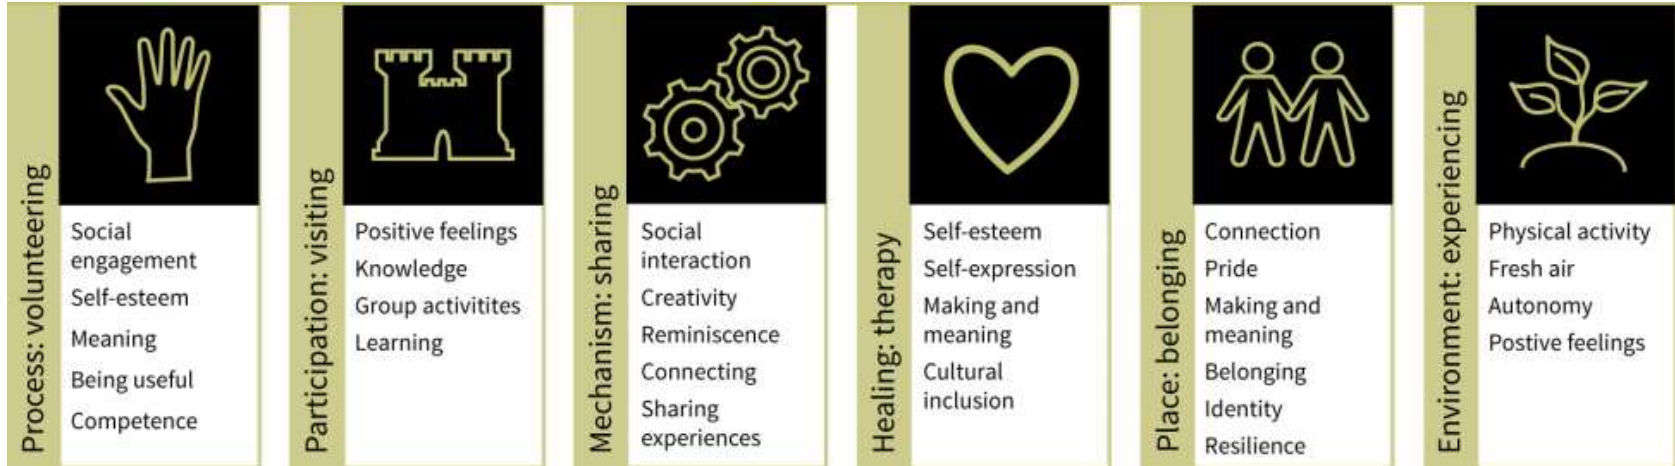 Process: volunteering
Social
engagement
Self-esteem
Meaning
Being useful
Competence
Participation: visiting
Positive feelings
Knowledge
Group activitites
Learning
Mechanism: sharing
Social
interaction
Creativity
Reminiscence
Connecting
Sharing
experiences
Healing: therapy
Self-esteem
Self-expression
Making and
meaning
Cultural
inclusion
Place: belonging
Connection
Pride
Making and
meaning
Belonging
Identity
Resilience
Environment: experiencing
Physical activity
Fresh air
Autonomy
Postive feelings